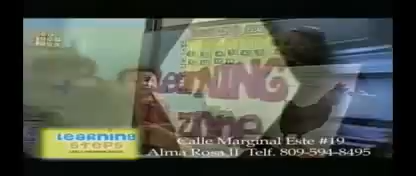 LearNING
zone
Learning
steps
Calle Marginal Este #19
Alma Rosa II Telf. 809-594-8495